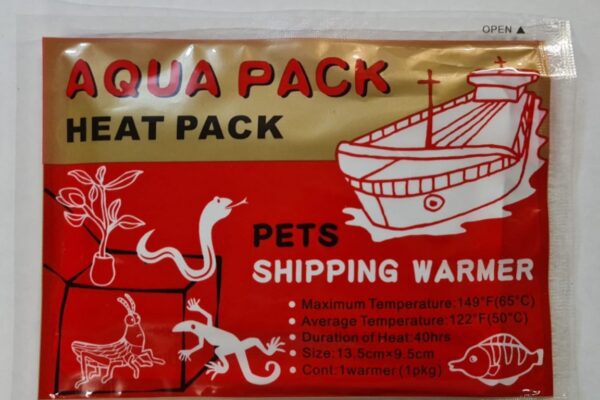 OPEN ▲
AQUA PACK
HEAT PACK
PETS
SHIPPING WARMER
• Maximum Temperature:149°F(65°C)
• Average Temperature:122°F(50°C)
• Duration of Heat:40hrs
• Size:13.5cm×9.5cm
• Cont:1warmer(1pkg)